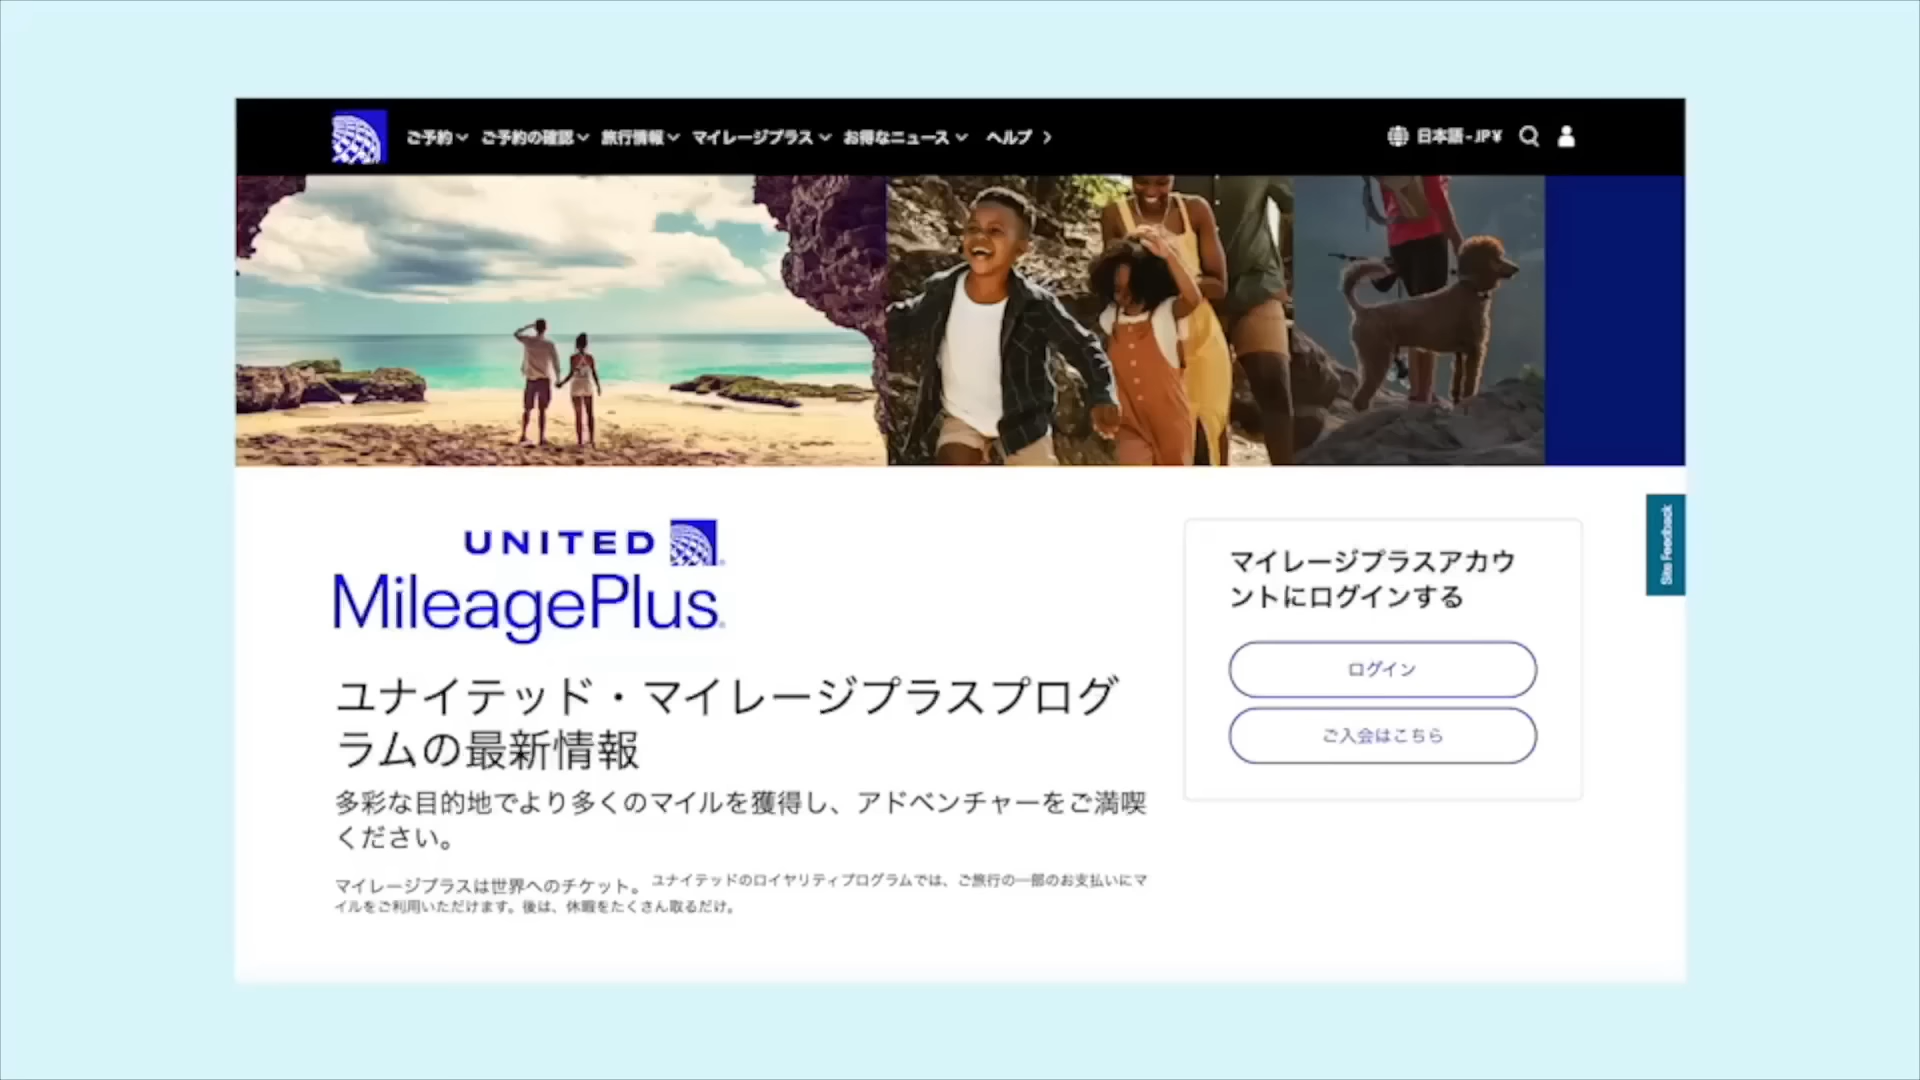 ご予約 ご予約の確認 旅行情報 マイレージプラス お得なニュース ヘルプ 日本語 - JP¥
UNITED
MileagePlus
ユナイテッド・マイレージプラスプログ
ラムの最新情報
多彩な目的地でより多くのマイルを獲得し、アドベンチャーをご満喫
ください。
マイレージプラスは世界へのチケット。 ユナイテッドのロイヤリティプログラムでは、ご旅行の一部のお支払いにマ
イルをご利用いただけます。後は、休暇をたくさん取るだけ。
マイレージプラスアカウ
ントにログインする
ログイン
ご入会はこちら
Site Feedback